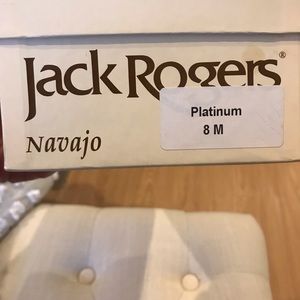 Jack Rogers®
Platinum
8 M
Navajo